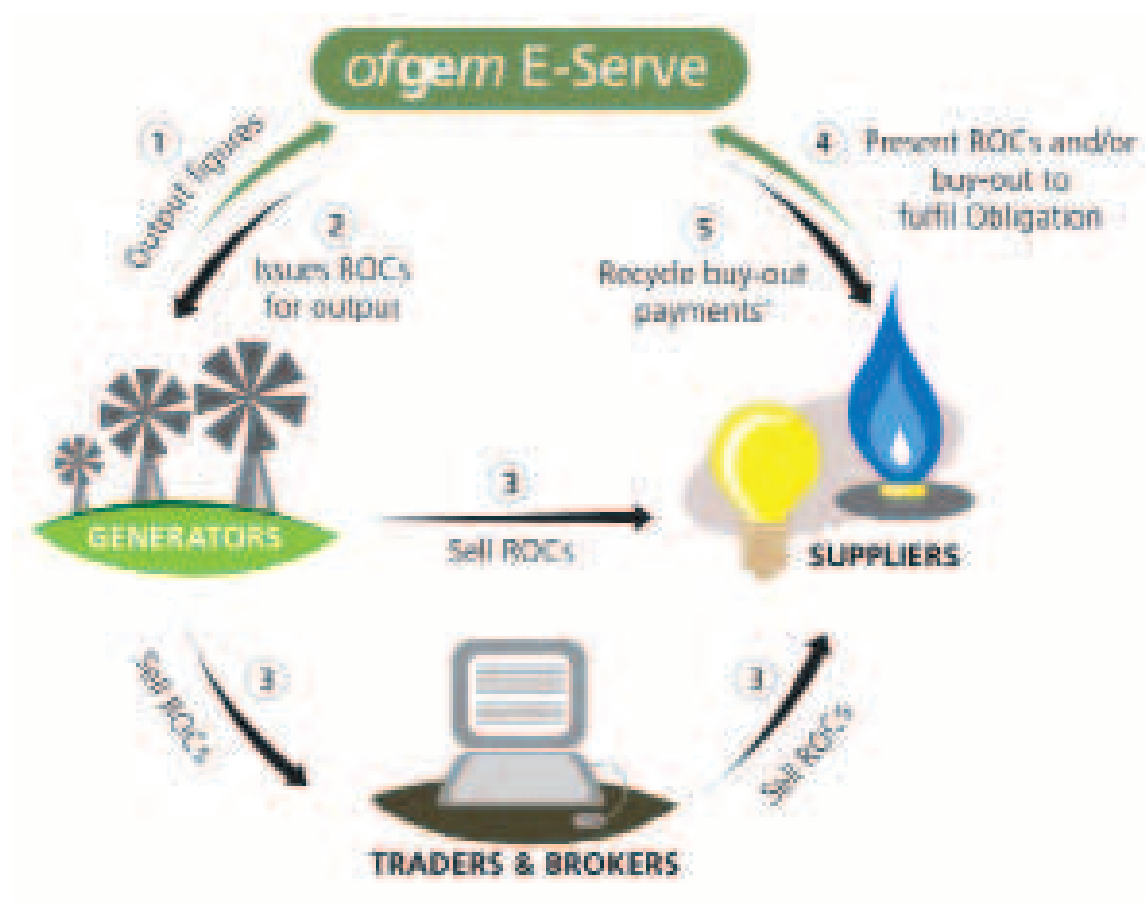 ofgem E-Serve
1
Output figures
2
Issues ROCs
for output
4 Present ROCs and/or
buy-out to
fulfil Obligation
5
Recycle buy-out
payments
GENERATORS
3
Sell ROCs
SUPPLIERS
3
Sell ROCs
3
Sell ROCs
TRADERS & BROKERS